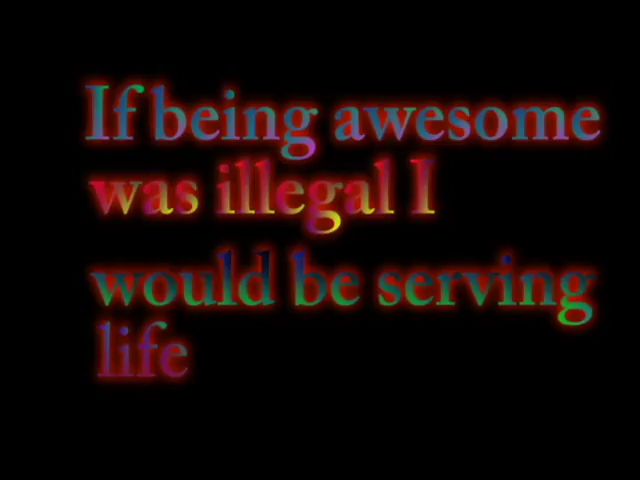 If being awesome
was illegal I
would be serving
life